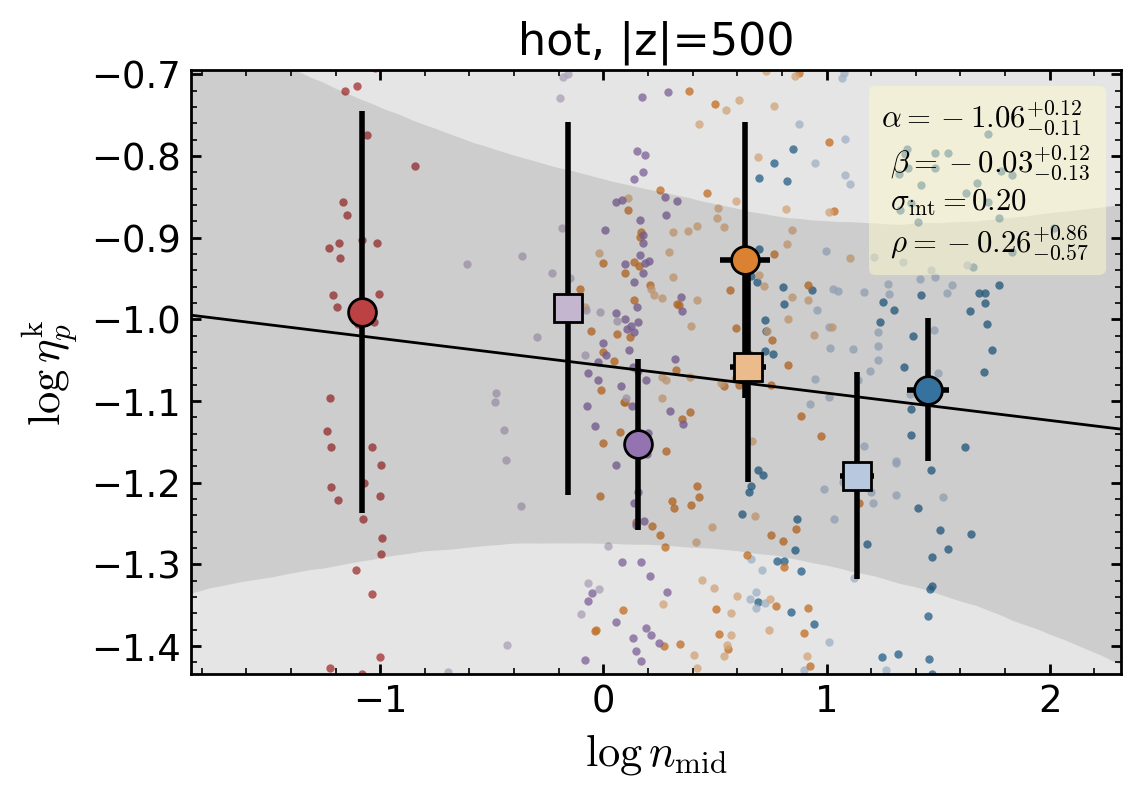 hot, |z|=500
α = −1.06 +0.12 −0.11
β = −0.03 +0.12 −0.13
σint = 0.20
ρ = −0.26 +0.86 −0.57
−0.7
−0.8
−0.9
−1.0
−1.1
−1.2
−1.3
−1.4
log η_p^k
−1 0 1 2
log n_mid